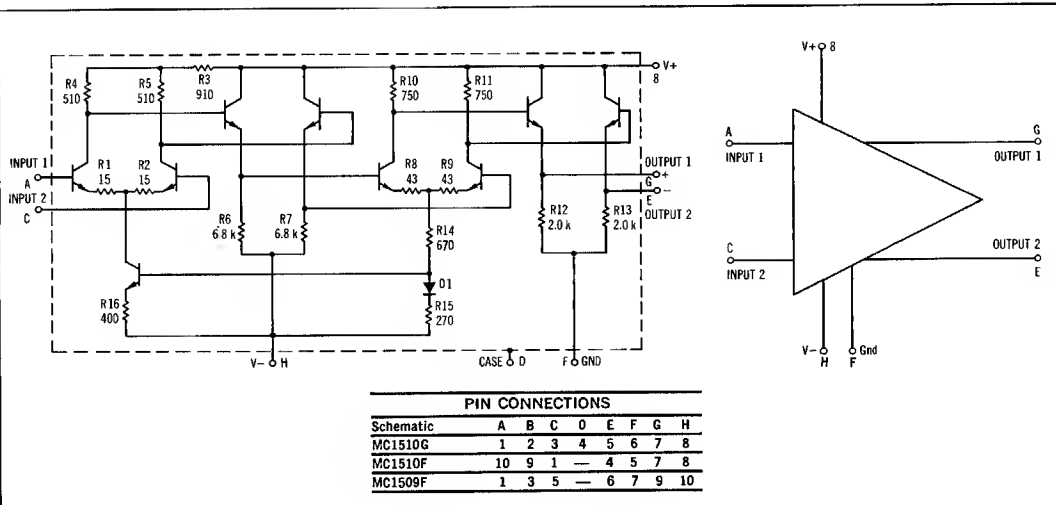 R4
510
R5
510
R3
910
R10
750
R11
750
V+
8
INPUT 1
A
INPUT 2
C
R1
15
R2
15
R8
43
R9
43
OUTPUT 1
+
G
−
E
OUTPUT 2
R6
6.8 k
R7
6.8 k
R12
2.0 k
R13
2.0 k
R14
670
D1
R16
400
R15
270
V− H
CASE D
F GND
V+ 8
A
INPUT 1
G
OUTPUT 1
C
INPUT 2
OUTPUT 2
E
V−
H
Gnd
F
PIN CONNECTIONS
Schematic A B C D E F G H
MC1510G 1 2 3 4 5 6 7 8
MC1510F 10 9 1 — 4 5 7 8
MC1509F 1 3 5 — 6 7 9 10